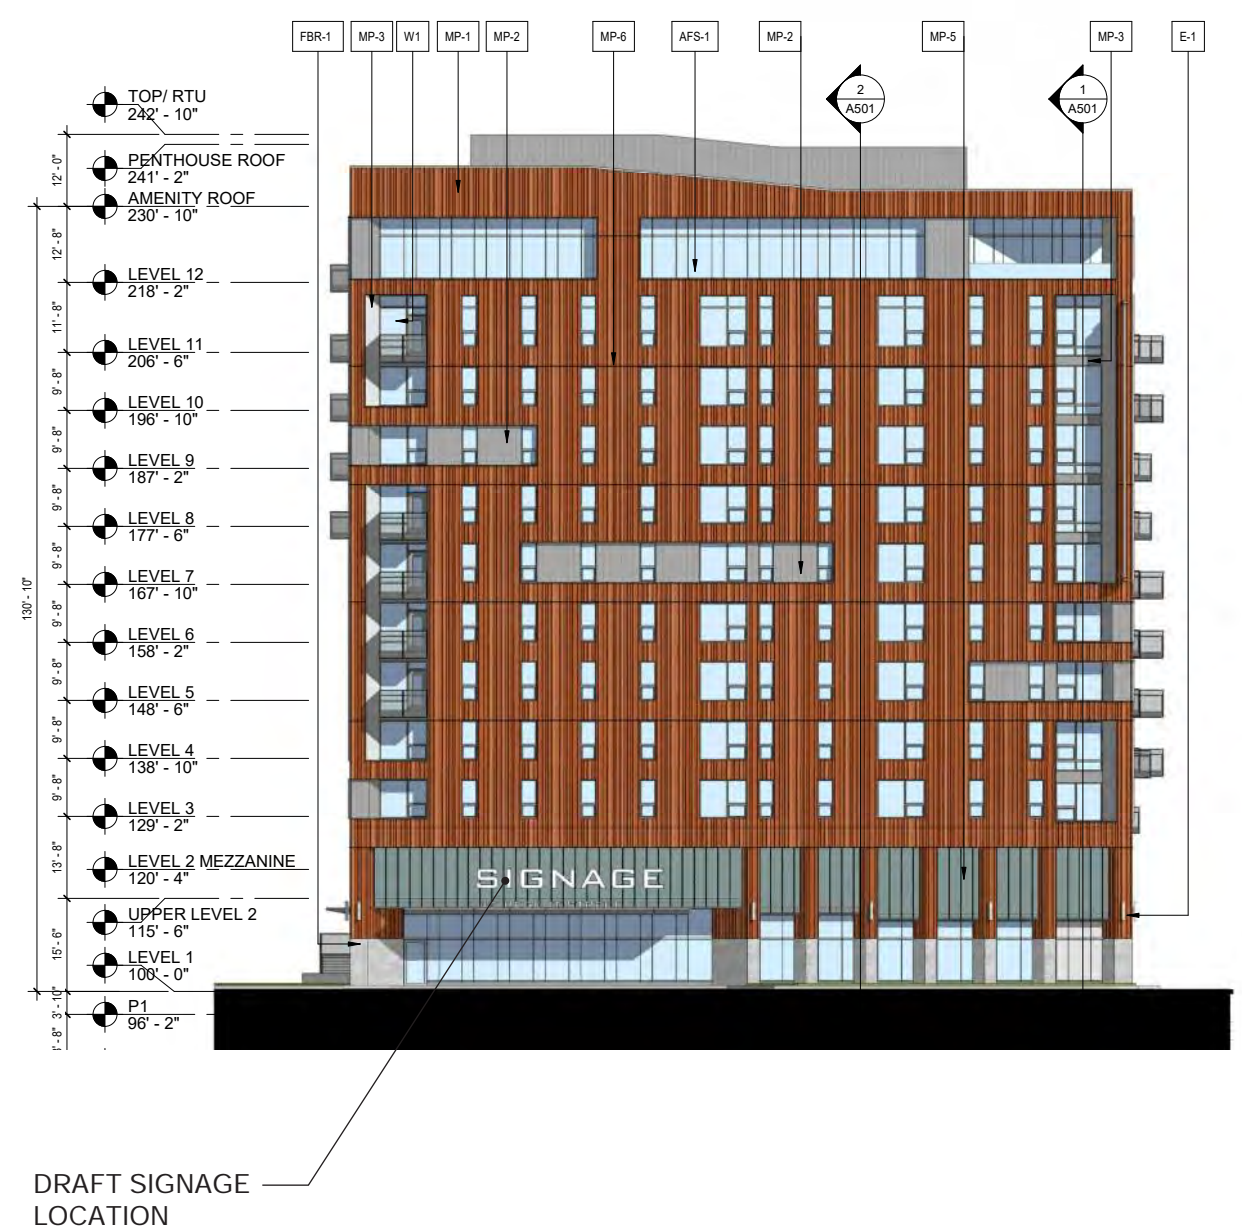 FBR-1 MP-3 W1 MP-1 MP-2 MP-6 AFS-1 MP-2 MP-5 MP-3 E-1
2
A501
1
A501
TOP/ RTU
242' - 10"
PENTHOUSE ROOF
241' - 2"
AMENITY ROOF
230' - 10"
LEVEL 12
218' - 2"
LEVEL 11
206' - 6"
LEVEL 10
196' - 10"
LEVEL 9
187' - 2"
LEVEL 8
177' - 6"
LEVEL 7
167' - 10"
LEVEL 6
158' - 2"
LEVEL 5
148' - 6"
LEVEL 4
138' - 10"
LEVEL 3
129' - 2"
LEVEL 2 MEZZANINE
120' - 4"
UPPER LEVEL 2
115' - 6"
LEVEL 1
100' - 0"
P1
96' - 2"
12' - 0"
12' - 8"
11' - 8"
9' - 8"
9' - 8"
9' - 8"
9' - 8"
9' - 8"
9' - 8"
9' - 8"
9' - 8"
13' - 8"
15' - 6"
3' - 10"
' - 8"
130' - 10"
SIGNAGE
DRAFT SIGNAGE
LOCATION